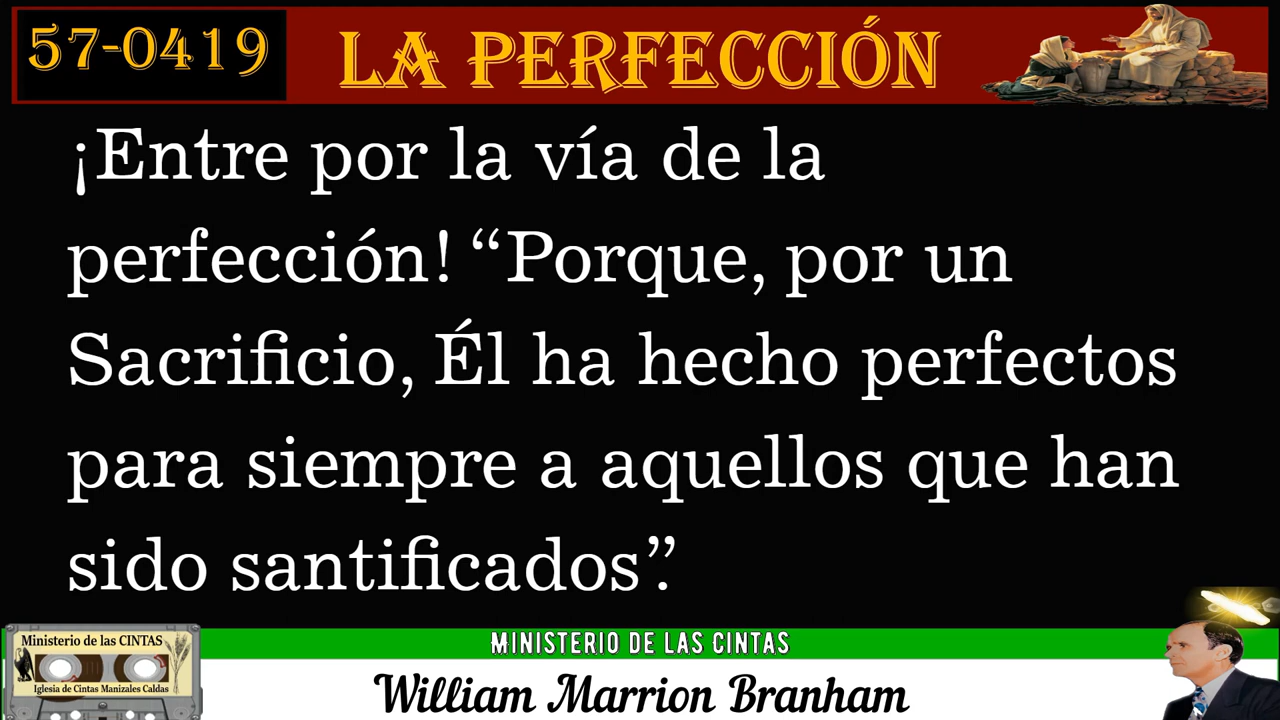 57-0419
LA PERFECCIÓN
¡Entre por la vía de la
perfección! “Porque, por un
Sacrificio, Él ha hecho perfectos
para siempre a aquellos que han
sido santificados”.
MINISTERIO DE LAS CINTAS
Ministerio de las CINTAS
Iglesia de Cintas Manizales Caldas
William Marrion Branham